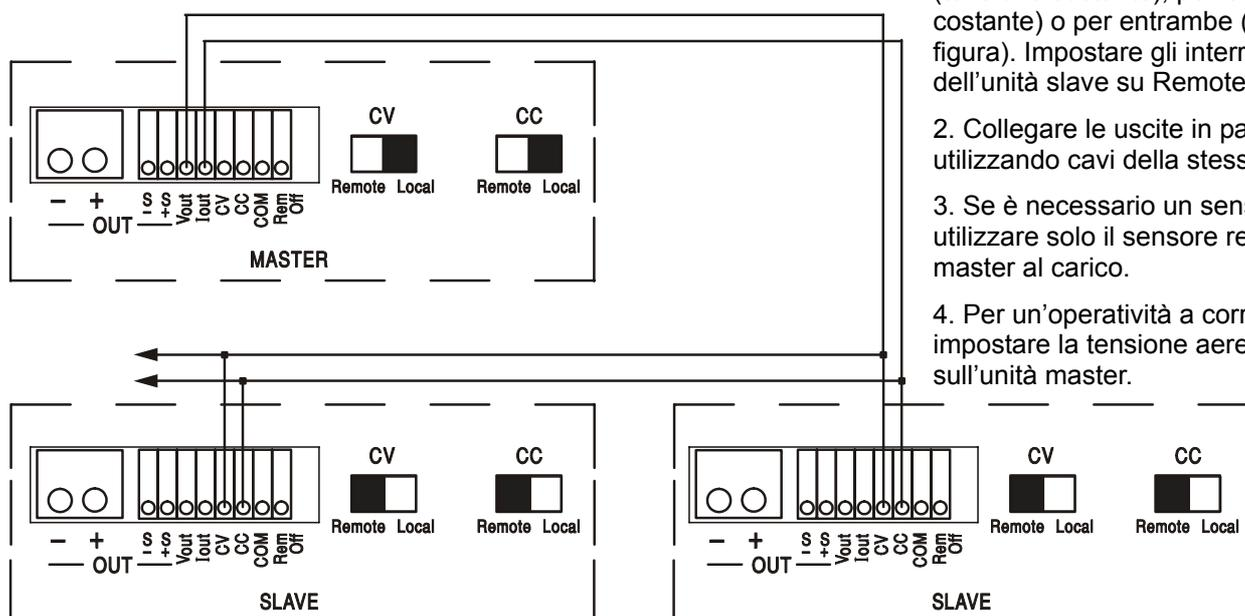 costante) o per entrambe (
figura). Impostare gli interr
dell'unità slave su Remote
2. Collegare le uscite in pa
utilizzando cavi della stess
3. Se è necessario un sens
utilizzare solo il sensore re
master al carico.
4. Per un'operatività a corr
impostare la tensione aere
sull'unità master.
CV CC
Remote Local Remote Local
− + −S +S Vout Iout CV CC COM Rem Off
OUT
MASTER
CV CC
Remote Local Remote Local
− + −S +S Vout Iout CV CC COM Rem Off
OUT
SLAVE
CV CC
Remote Local Remote Local
− + −S +S Vout Iout CV CC COM Rem Off
OUT
SLAVE